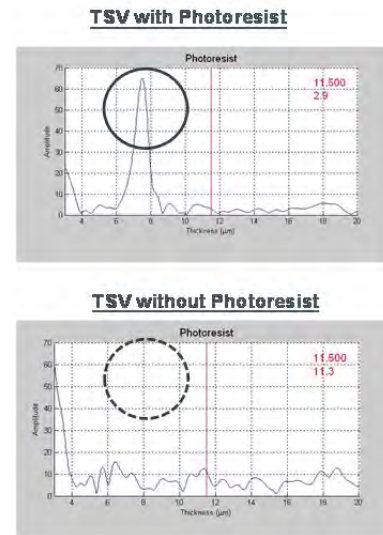 TSV with Photoresist
Photoresist
70
60
50
40
30
20
10
0
Amplitude
11.500
2.9
4 6 8 10 12 14 16 18 20
Thickness (μm)
TSV without Photoresist
Photoresist
70
60
50
40
30
20
10
0
Amplitude
11.500
11.3
4 6 8 10 12 14 16 18 20
Thickness (μm)